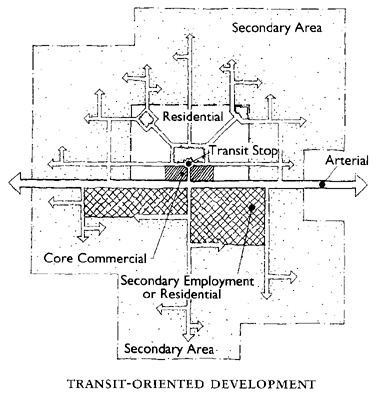 Secondary Area
Residential
Transit Stop
Arterial
Core Commercial
Secondary Employment
or Residential
Secondary Area
TRANSIT-ORIENTED DEVELOPMENT